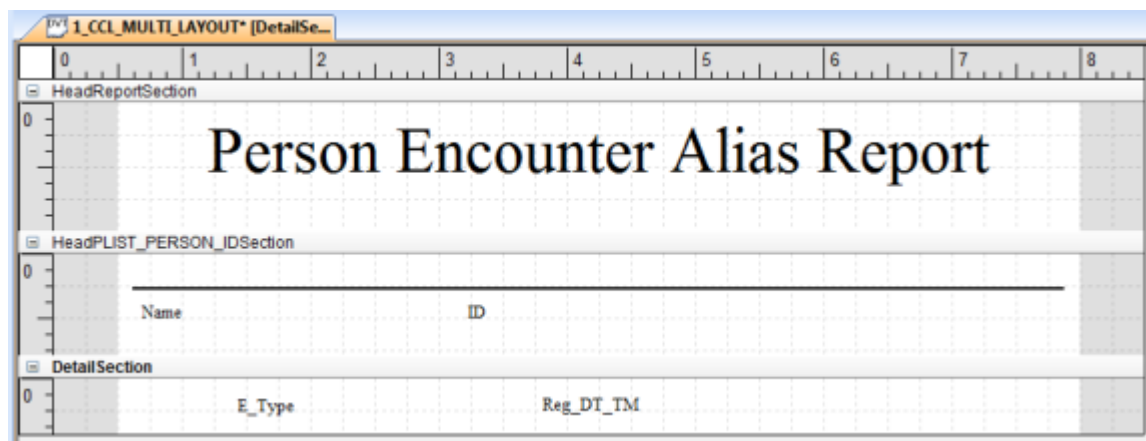 1_CCL_MULTI_LAYOUT* [DetailSe...
0 1 2 3 4 5 6 7 8
HeadReportSection
0
Person Encounter Alias Report
HeadPLIST_PERSON_IDSection
0
Name ID
DetailSection
0
E_Type Reg_DT_TM